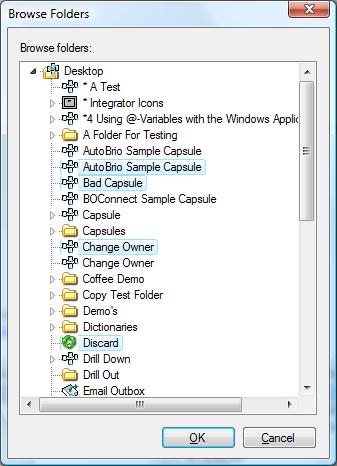 Browse Folders
Browse folders:
Desktop
* A Test
* Integrator Icons
*4 Using @-Variables with the Windows Applic
A Folder For Testing
AutoBrio Sample Capsule
AutoBrio Sample Capsule
Bad Capsule
BOConnect Sample Capsule
Capsule
Capsules
Change Owner
Change Owner
Coffee Demo
Copy Test Folder
Demo's
Dictionaries
Discard
Drill Down
Drill Out
Email Outbox
OK
Cancel